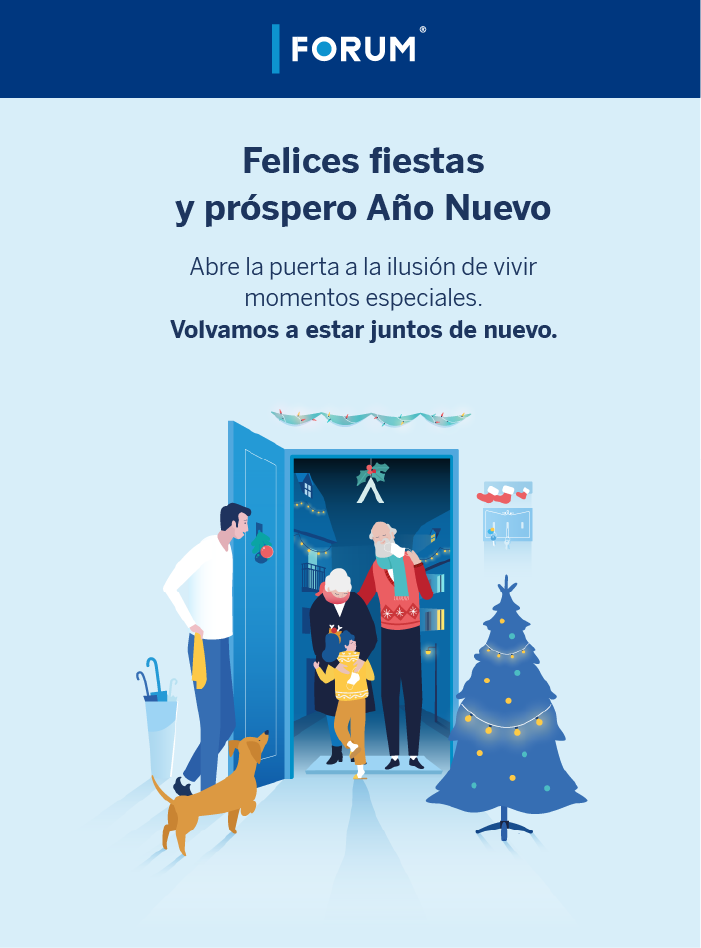 FORUM®
Felices fiestas
y próspero Año Nuevo
Abre la puerta a la ilusión de vivir
momentos especiales.
Volvamos a estar juntos de nuevo.